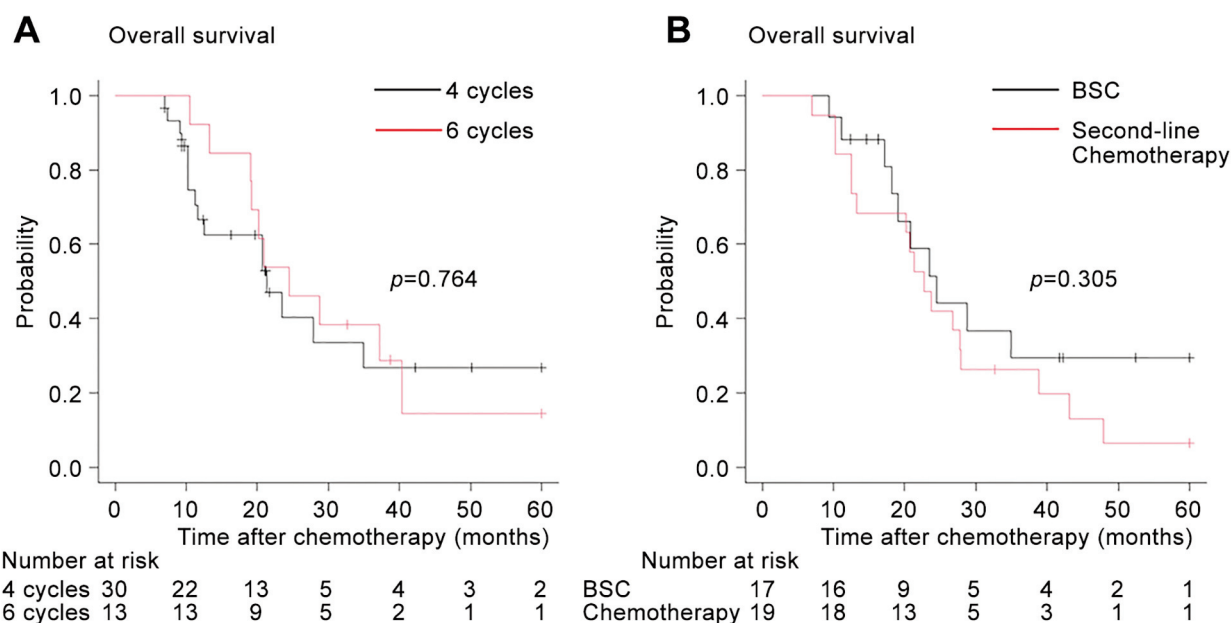 A Overall survival
4 cycles
6 cycles
p=0.764
Probability
1.0
0.8
0.6
0.4
0.2
0.0
0 10 20 30 40 50 60
Time after chemotherapy (months)
Number at risk
4 cycles 30 22 13 5 4 3 2
6 cycles 13 13 9 5 2 1 1
B Overall survival
BSC
Second-line
Chemotherapy
p=0.305
Probability
1.0
0.8
0.6
0.4
0.2
0.0
0 10 20 30 40 50 60
Time after chemotherapy (months)
Number at risk
BSC 17 16 9 5 4 2 1
Chemotherapy 19 18 13 5 3 1 1